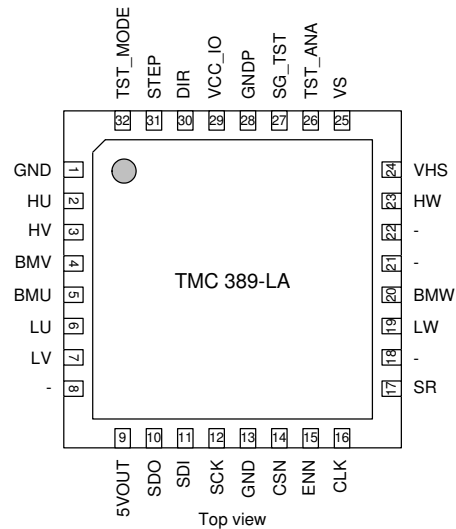 TST_MODE
STEP
DIR
VCC_IO
GNDP
SG_TST
TST_ANA
VS
32
31
30
29
28
27
26
25
GND 1
HU 2
HV 3
BMV 4
BMU 5
LU 6
LV 7
- 8
TMC 389-LA
24 VHS
23 HW
22 -
21 -
20 BMW
19 LW
18 -
17 SR
9
10
11
12
13
14
15
16
5VOUT
SDO
SDI
SCK
GND
CSN
ENN
CLK
Top view